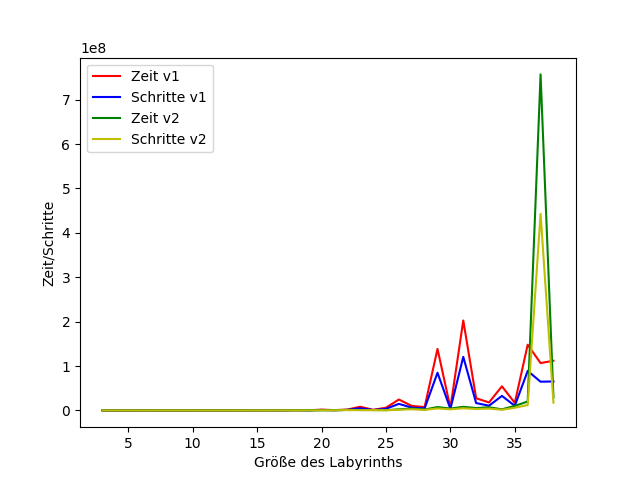 1e8
Zeit v1
Schritte v1
Zeit v2
Schritte v2
Zeit/Schritte
7
6
5
4
3
2
1
0
5 10 15 20 25 30 35
Größe des Labyrinths